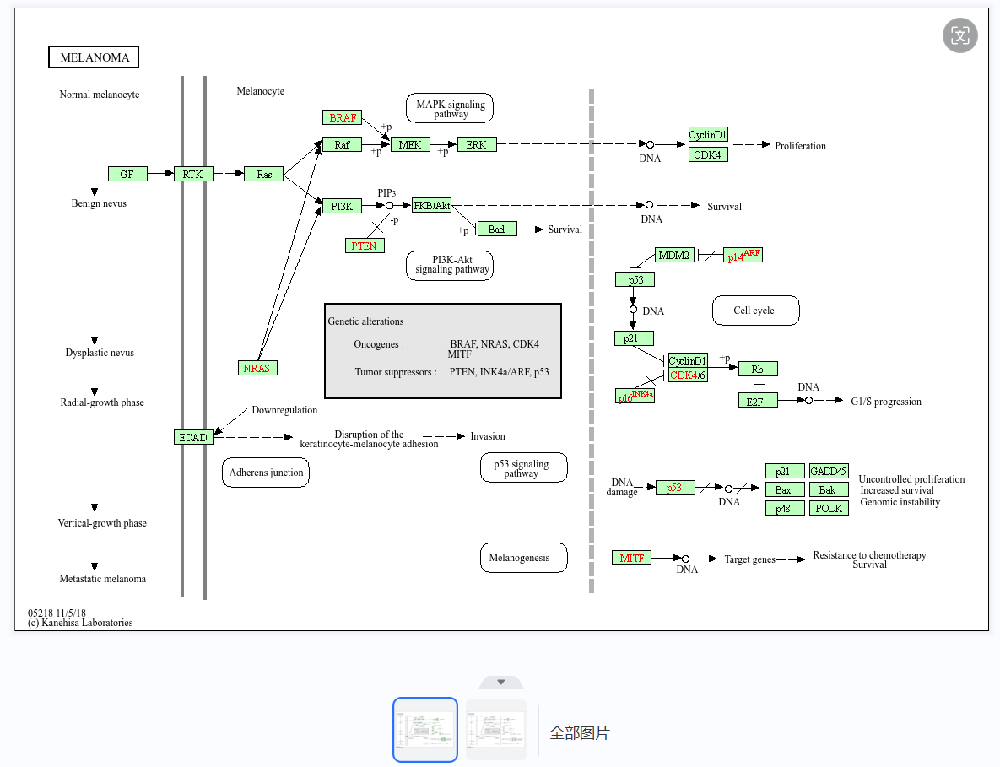 MELANOMA
Normal melanocyte
Benign nevus
Dysplastic nevus
Radial-growth phase
Vertical-growth phase
Metastatic melanoma
05218 11/5/18
(c) Kanehisa Laboratories
Melanocyte
GF
RTK
Ras
BRAF
+p
Raf
+p
MEK
+p
ERK
MAPK signaling
pathway
DNA
CyclinD1
CDK4
Proliferation
PI3K
PIP3
-p
PTEN
PKB/Akt
+p
Bad
Survival
DNA
Survival
PI3K-Akt
signaling pathway
NRAS
Genetic alterations
Oncogenes :
BRAF, NRAS, CDK4
MITF
Tumor suppressors :
PTEN, INK4a/ARF, p53
MDM2
p14ARF
p53
DNA
p21
Cell cycle
CyclinD1
CDK4/6
p16INK4a
+p
Rb
E2F
DNA
G1/S progression
Downregulation
ECAD
Disruption of the
keratinocyte-melanocyte adhesion
Invasion
Adherens junction
p53 signaling
pathway
DNA
damage
p53
DNA
p21
GADD45
Bax
Bak
p48
POLK
Uncontrolled proliferation
Increased survival
Genomic instability
Melanogenesis
MITF
DNA
Target genes
Resistance to chemotherapy
Survival
文
全部图片